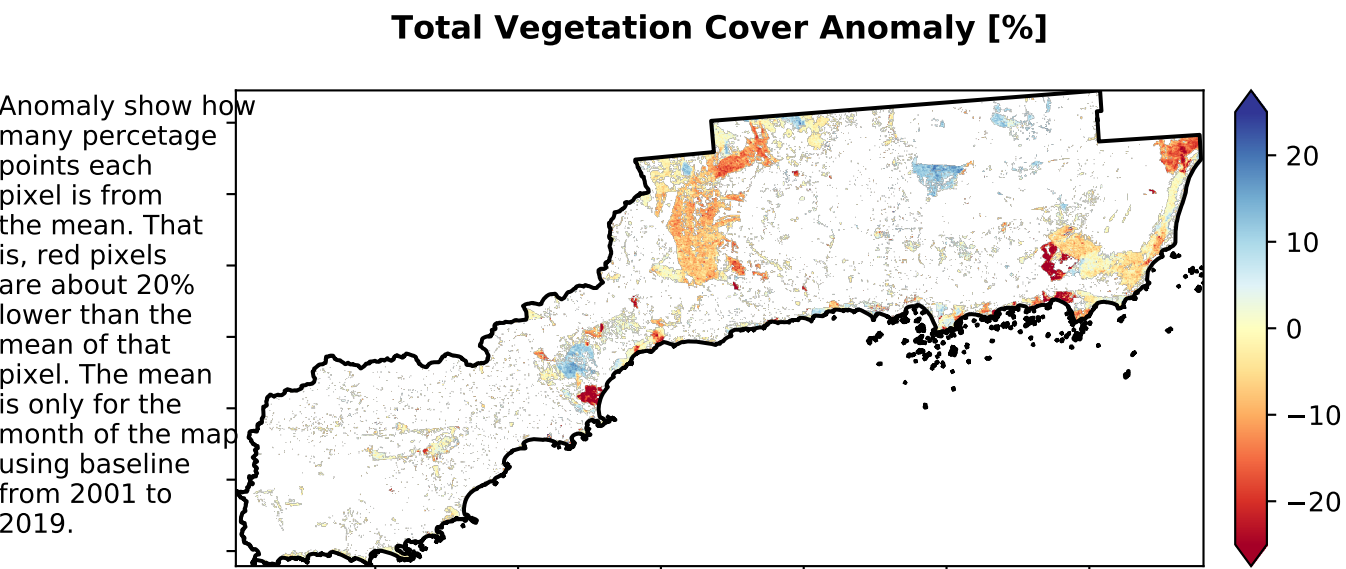 Total Vegetation Cover Anomaly [%]
Anomaly show how
many percetage
points each
pixel is from
the mean. That
is, red pixels
are about 20%
lower than the
mean of that
pixel. The mean
is only for the
month of the map
using baseline
from 2001 to
2019.
20
10
0
−10
−20